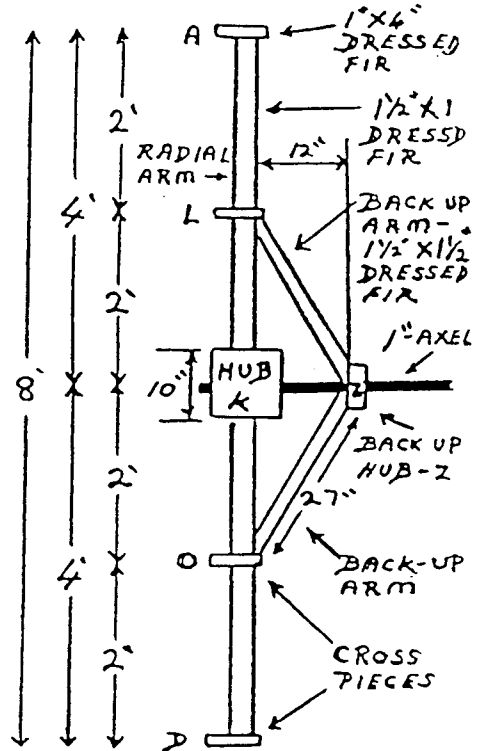 A
1" X 4"
DRESSED
FIR
2'
1½" X 1
DRESSD
FIR
12"
RADIAL
ARM
4'
L
BACK UP
ARM-
1½" X 1½"
DRESSED
FIR
2'
1"-AXEL
8'
10"
HUB
K
Z
BACK UP
HUB-Z
2'
27"
O
BACK-UP
ARM
4'
2'
CROSS
PIECES
D